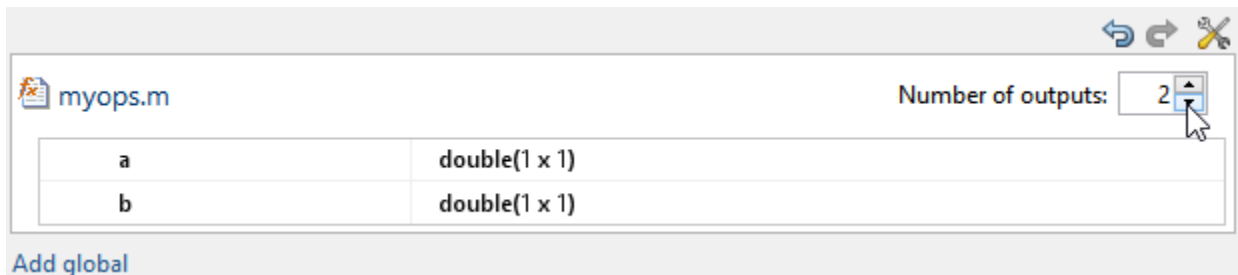 myops.m Number of outputs: 2
a double(1 x 1)
b double(1 x 1)
Add global